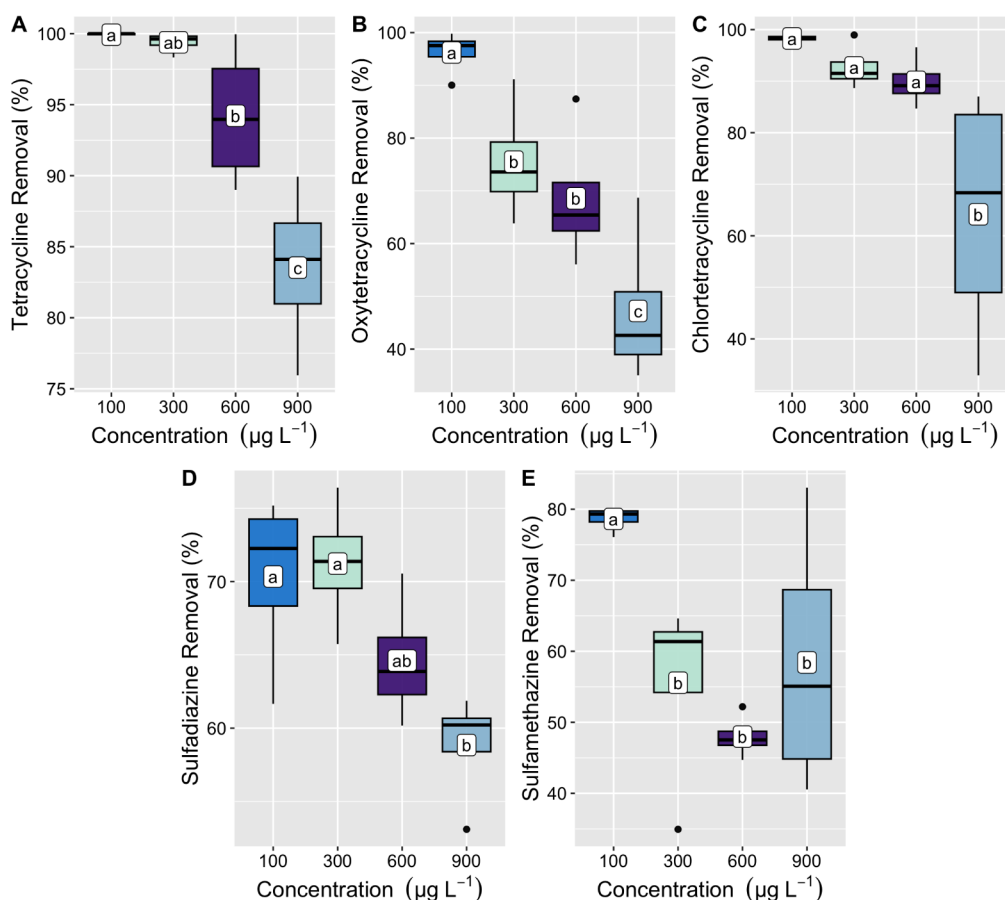 A
Tetracycline Removal (%)
100
95
90
85
80
75
a
ab
b
c
100 300 600 900
Concentration (µg L⁻¹)
B
Oxytetracycline Removal (%)
100
80
60
40
a
b
b
c
100 300 600 900
Concentration (µg L⁻¹)
C
Chlortetracycline Removal (%)
100
80
60
40
a
a
a
b
100 300 600 900
Concentration (µg L⁻¹)
D
Sulfadiazine Removal (%)
70
60
a
a
ab
b
100 300 600 900
Concentration (µg L⁻¹)
E
Sulfamethazine Removal (%)
80
70
60
50
40
a
b
b
b
100 300 600 900
Concentration (µg L⁻¹)